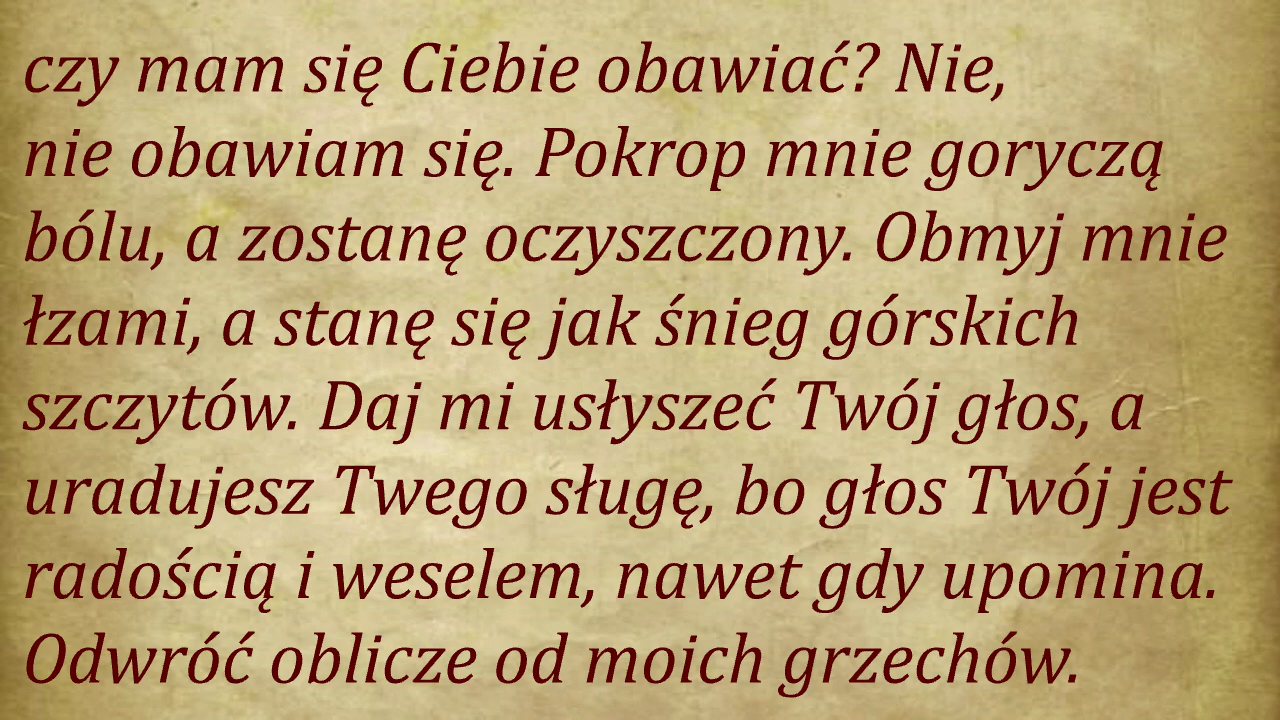 czy mam się Ciebie obawiać? Nie,
nie obawiam się. Pokrop mnie goryczą
bólu, a zostanę oczyszczony. Obmyj mnie
łzami, a stanę się jak śnieg górskich
szczytów. Daj mi usłyszeć Twój głos, a
uradujesz Twego sługę, bo głos Twój jest
radością i weselem, nawet gdy upomina.
Odwróć oblicze od moich grzechów.